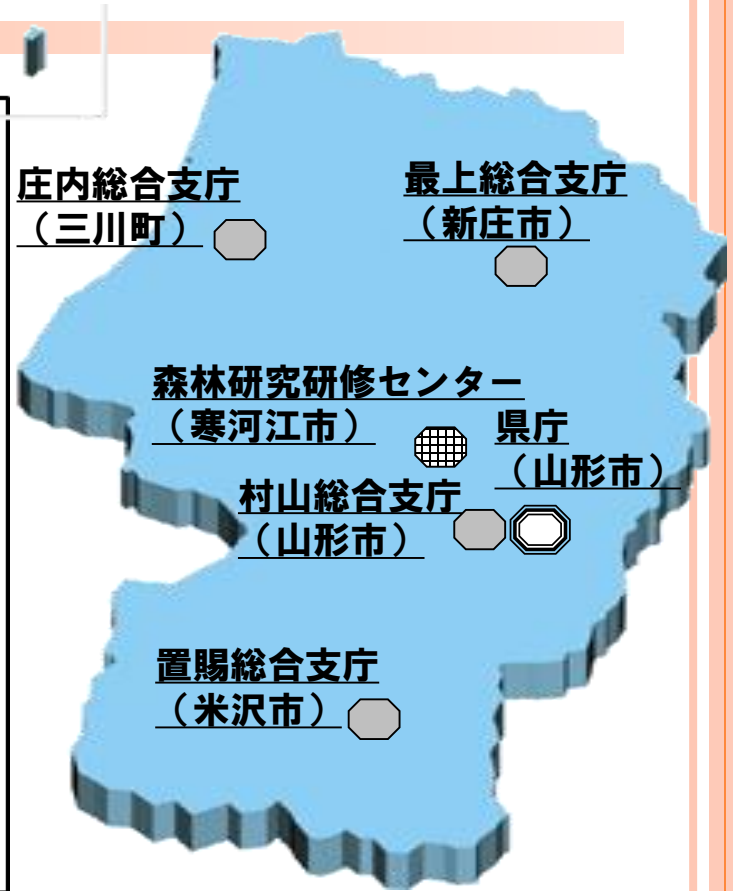 庄内総合支庁
（三川町）
最上総合支庁
（新庄市）
森林研究研修センター
（寒河江市）
県庁
（山形市）
村山総合支庁
（山形市）
置賜総合支庁
（米沢市）